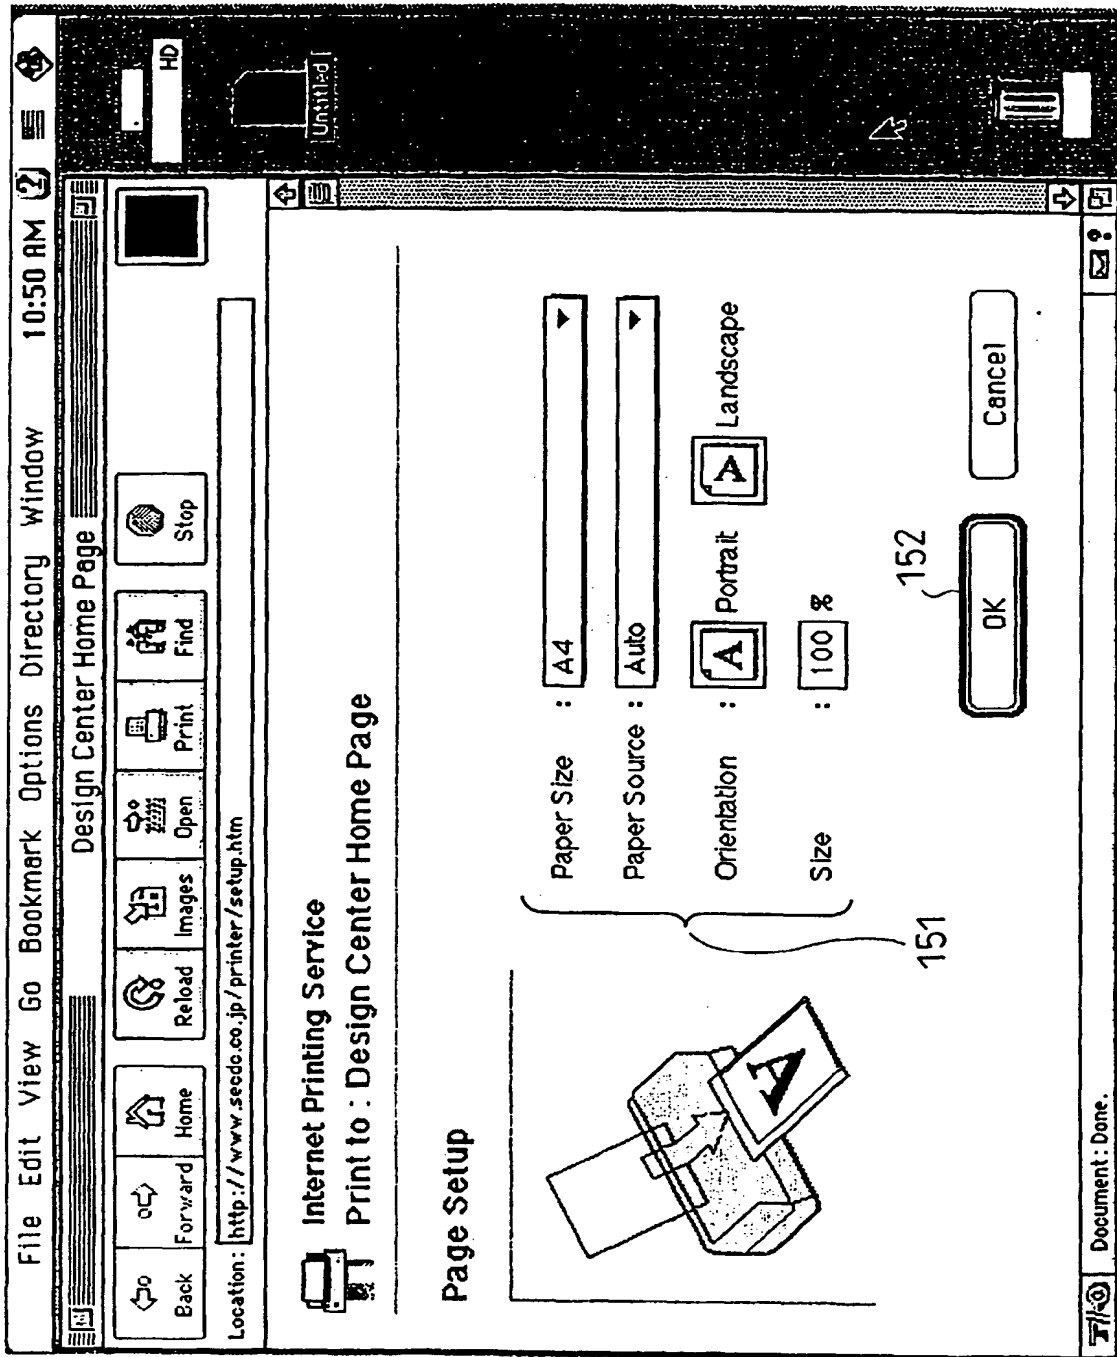 File Edit View Go Bookmark Options Directory Window 10:50 AM
Design Center Home Page
Back Forward Home Reload Images Open Print Find Stop
Location: http://www.secdc.co.jp/printer/setup.htm
HD
Untitled
Internet Printing Service
Print to : Design Center Home Page
Page Setup
Paper Size : A4
Paper Source : Auto
Orientation : A Portrait A Landscape
Size : 100 %
A
151
152
OK Cancel
Document: Done.
?